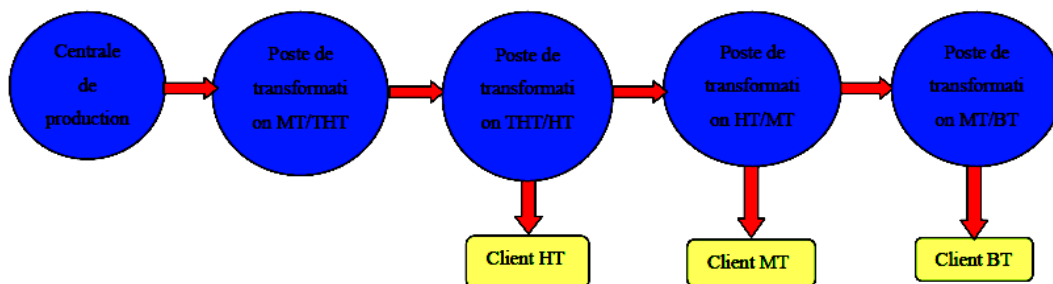 Centrale
de
production
Poste de
transformati
on MT/THT
Poste de
transformati
on THT/HT
Poste de
transformati
on HT/MT
Poste de
transformati
on MT/BT
Client HT
Client MT
Client BT